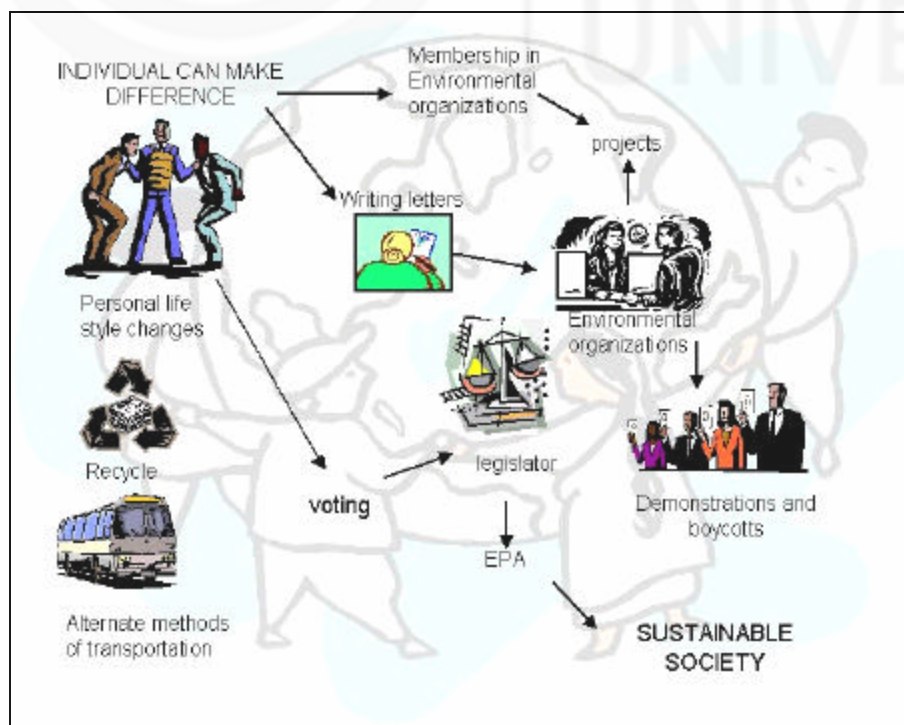 UNIVE
INDIVIDUAL CAN MAKE
DIFFERENCE
Membership in
Environmental
organizations
projects
Writing letters
Personal life
style changes
Environmental
organizations
Recycle
voting
legislator
Demonstrations and
boycotts
EPA
Alternate methods
of transportation
SUSTAINABLE
SOCIETY